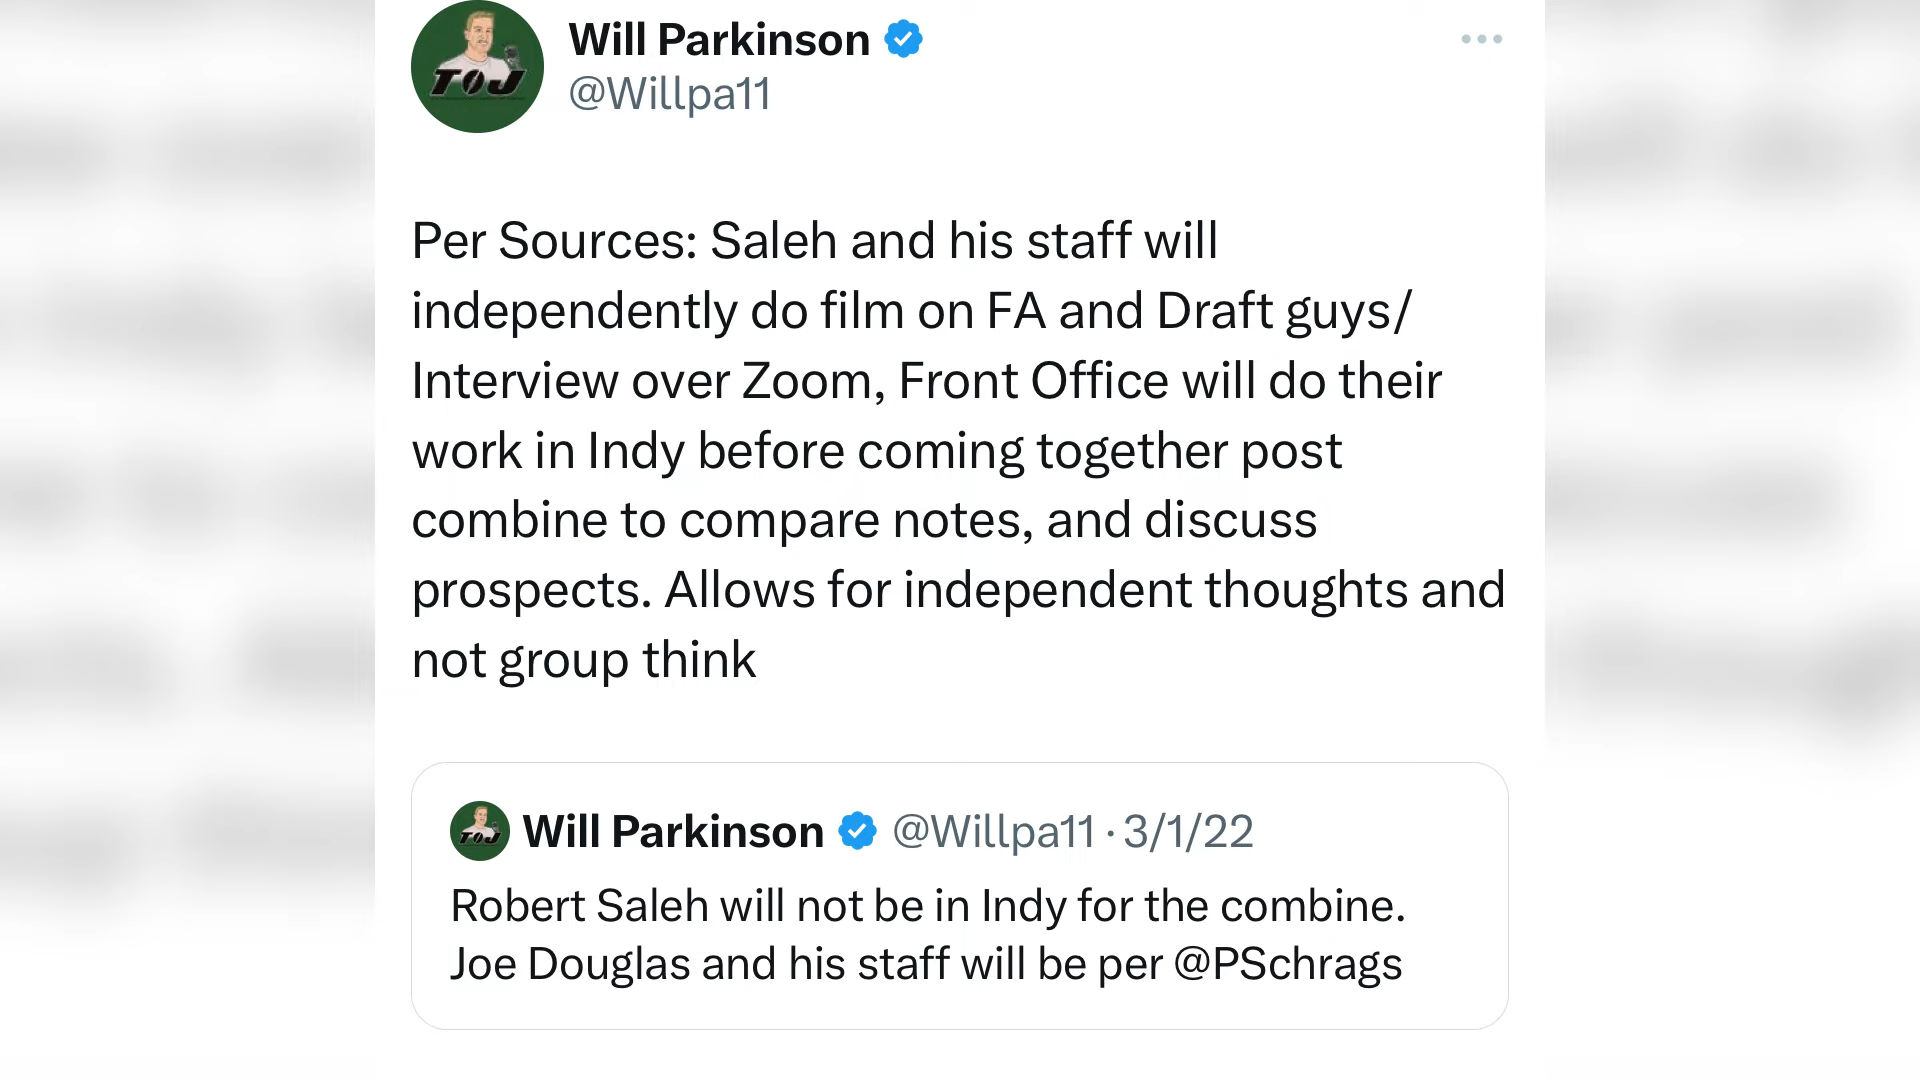 TOJ
Will Parkinson
@Willpa11
Per Sources: Saleh and his staff will
independently do film on FA and Draft guys/
Interview over Zoom, Front Office will do their
work in Indy before coming together post
combine to compare notes, and discuss
prospects. Allows for independent thoughts and
not group think
TOJ
Will Parkinson @Willpa11 · 3/1/22
Robert Saleh will not be in Indy for the combine.
Joe Douglas and his staff will be per @PSchrags